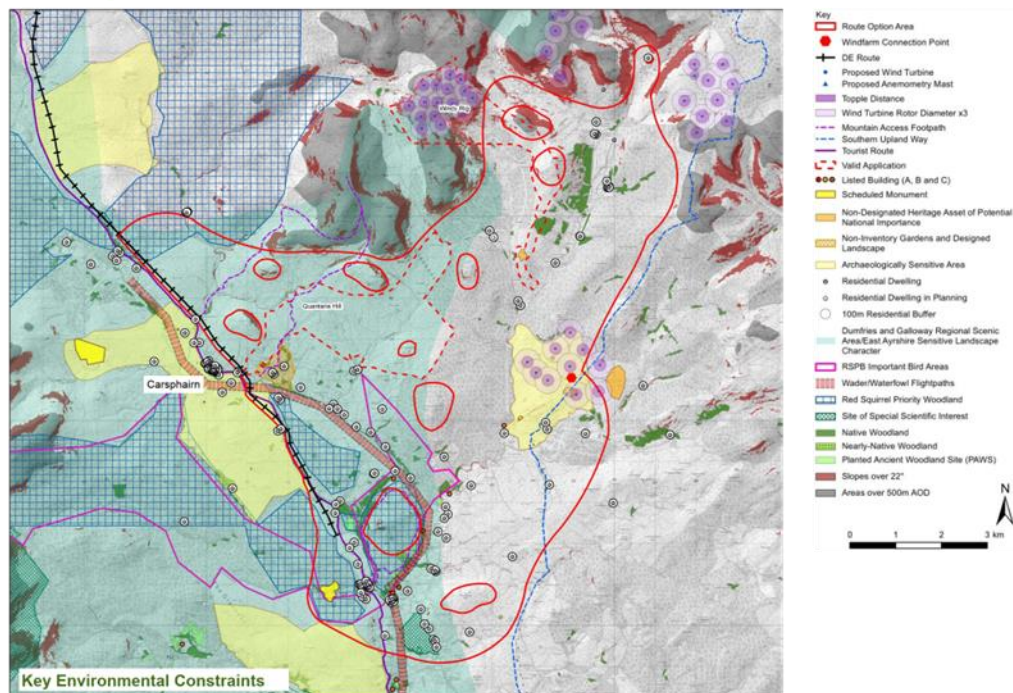 Windy Rig
Quantans Hill
Carsphairn
Key Environmental Constraints
Key
Route Option Area
Windfarm Connection Point
DE Route
Proposed Wind Turbine
Proposed Anemometry Mast
Topple Distance
Wind Turbine Rotor Diameter x3
Mountain Access Footpath
Southern Upland Way
Tourist Route
Valid Application
Listed Building (A, B and C)
Scheduled Monument
Non-Designated Heritage Asset of Potential
National Importance
Non-Inventory Gardens and Designed
Landscape
Archaeologically Sensitive Area
Residential Dwelling
Residential Dwelling in Planning
100m Residential Buffer
Dumfries and Galloway Regional Scenic
Area/East Ayrshire Sensitive Landscape
Character
RSPB Important Bird Areas
Wader/Waterfowl Flightpaths
Red Squirrel Priority Woodland
Site of Special Scientific Interest
Native Woodland
Nearly-Native Woodland
Planted Ancient Woodland Site (PAWS)
Slopes over 22°
Areas over 500m AOD
N
0 1 2 3 km